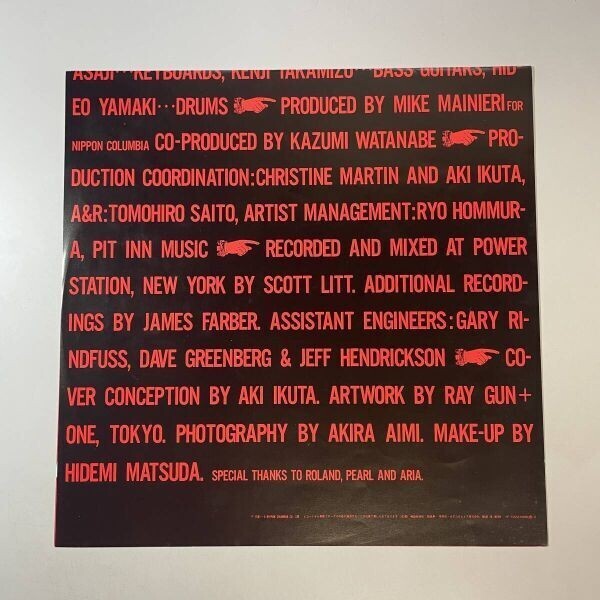 ASAJI···KEYBOARDS, KENJI TAKAMIZU···BASS GUITARS, HID-
EO YAMAKI···DRUMS PRODUCED BY MIKE MAINIERI FOR
NIPPON COLUMBIA CO-PRODUCED BY KAZUMI WATANABE PRO-
DUCTION COORDINATION:CHRISTINE MARTIN AND AKI IKUTA,
A&R:TOMOHIRO SAITO, ARTIST MANAGEMENT:RYO HOMMUR-
A, PIT INN MUSIC RECORDED AND MIXED AT POWER
STATION, NEW YORK BY SCOTT LITT. ADDITIONAL RECORD-
INGS BY JAMES FARBER. ASSISTANT ENGINEERS:GARY RI-
NDFUSS, DAVE GREENBERG & JEFF HENDRICKSON CO-
VER CONCEPTION BY AKI IKUTA. ARTWORK BY RAY GUN+
ONE, TOKYO. PHOTOGRAPHY BY AKIRA AIMI. MAKE-UP BY
HIDEMI MATSUDA. SPECIAL THANKS TO ROLAND, PEARL AND ARIA.